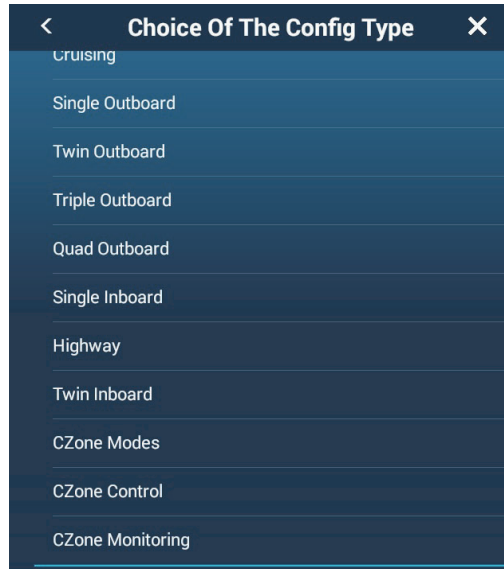 Choice Of The Config Type
Cruising
Single Outboard
Twin Outboard
Triple Outboard
Quad Outboard
Single Inboard
Highway
Twin Inboard
CZone Modes
CZone Control
CZone Monitoring